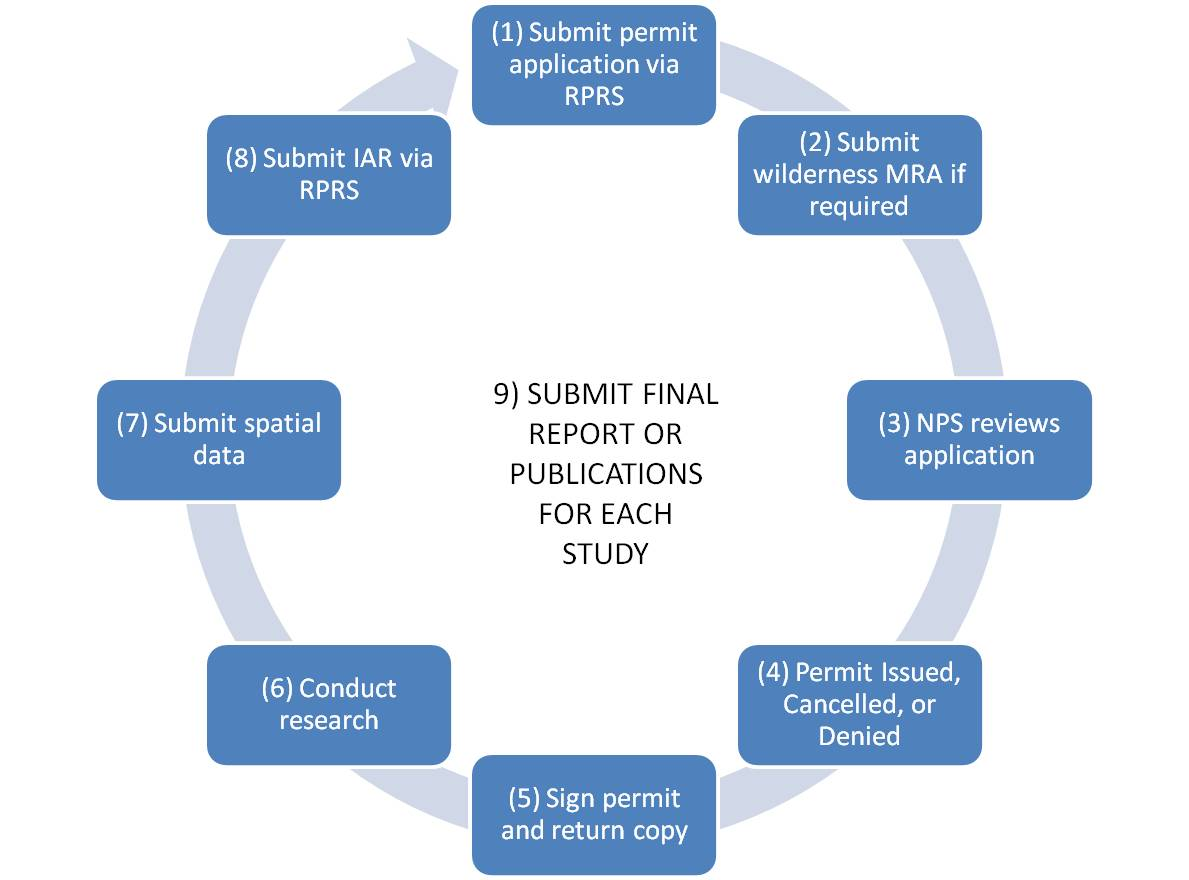 (1) Submit permit
application via
RPRS
(2) Submit
wilderness MRA if
required
(3) NPS reviews
application
(4) Permit Issued,
Cancelled, or
Denied
(5) Sign permit
and return copy
(6) Conduct
research
(7) Submit spatial
data
(8) Submit IAR via
RPRS
9) SUBMIT FINAL
REPORT OR
PUBLICATIONS
FOR EACH
STUDY